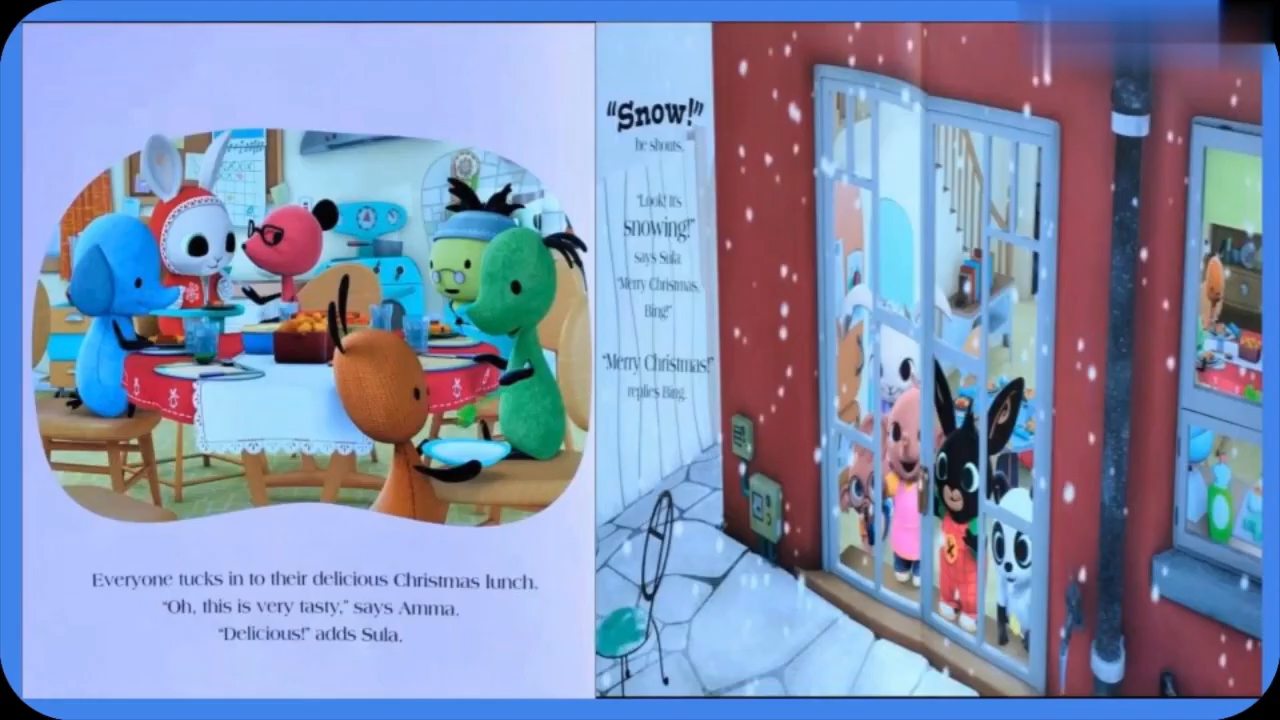 Everyone tucks in to their delicious Christmas lunch.
"Oh, this is very tasty," says Amma.
"Delicious!" adds Sula.
"Snow!"
he shouts.
"Look! It's
snowing!"
says Sula
"Merry Christmas,
Bing!"
"Merry Christmas!"
replies Bing.